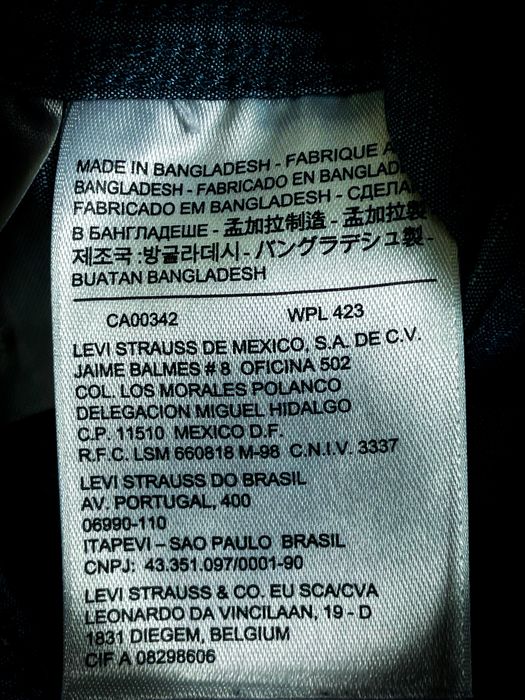 MADE IN BANGLADESH - FABRIQUE A
BANGLADESH - FABRICADO EN BANGLAD
FABRICADO EM BANGLADESH - СДЕЛА
В БАНГЛАДЕШЕ - 孟加拉制造 - 孟加拉製
제조국 :방글라데시 - バングラデシュ製 -
BUATAN BANGLADESH
CA00342 WPL 423
LEVI STRAUSS DE MEXICO, S.A. DE C.V.
JAIME BALMES # 8 OFICINA 502
COL. LOS MORALES POLANCO
DELEGACION MIGUEL HIDALGO
C.P. 11510 MEXICO D.F.
R.F.C. LSM 660818 M-98 C.N.I.V. 3337
LEVI STRAUSS DO BRASIL
AV. PORTUGAL, 400
06990-110
ITAPEVI – SAO PAULO BRASIL
CNPJ: 43.351.097/0001-90
LEVI STRAUSS & CO. EU SCA/CVA
LEONARDO DA VINCILAAN, 19 - D
1831 DIEGEM, BELGIUM
CIF A 08298606